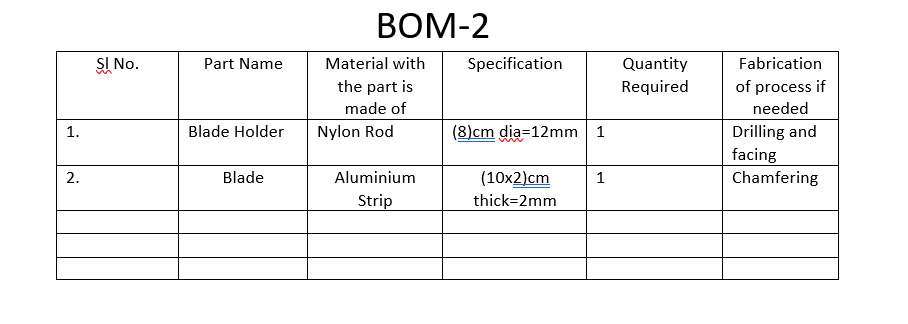 BOM-2
Sl No. Part Name Material with the part is made of Specification Quantity Required Fabrication of process if needed
1. Blade Holder Nylon Rod (8)cm dia=12mm 1 Drilling and facing
2. Blade Aluminium Strip (10x2)cm thick=2mm 1 Chamfering